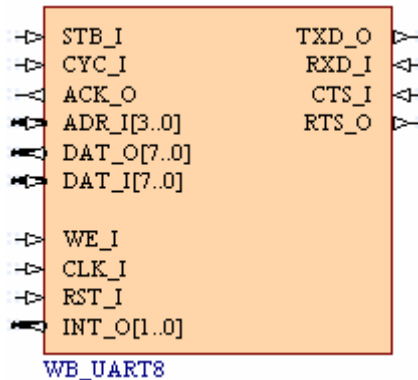 STB_I TXD_O
CYC_I RXD_I
ACK_O CTS_I
ADR_I[3..0] RTS_O
DAT_O[7..0]
DAT_I[7..0]
WE_I
CLK_I
RST_I
INT_O[1..0]
WB_UART8